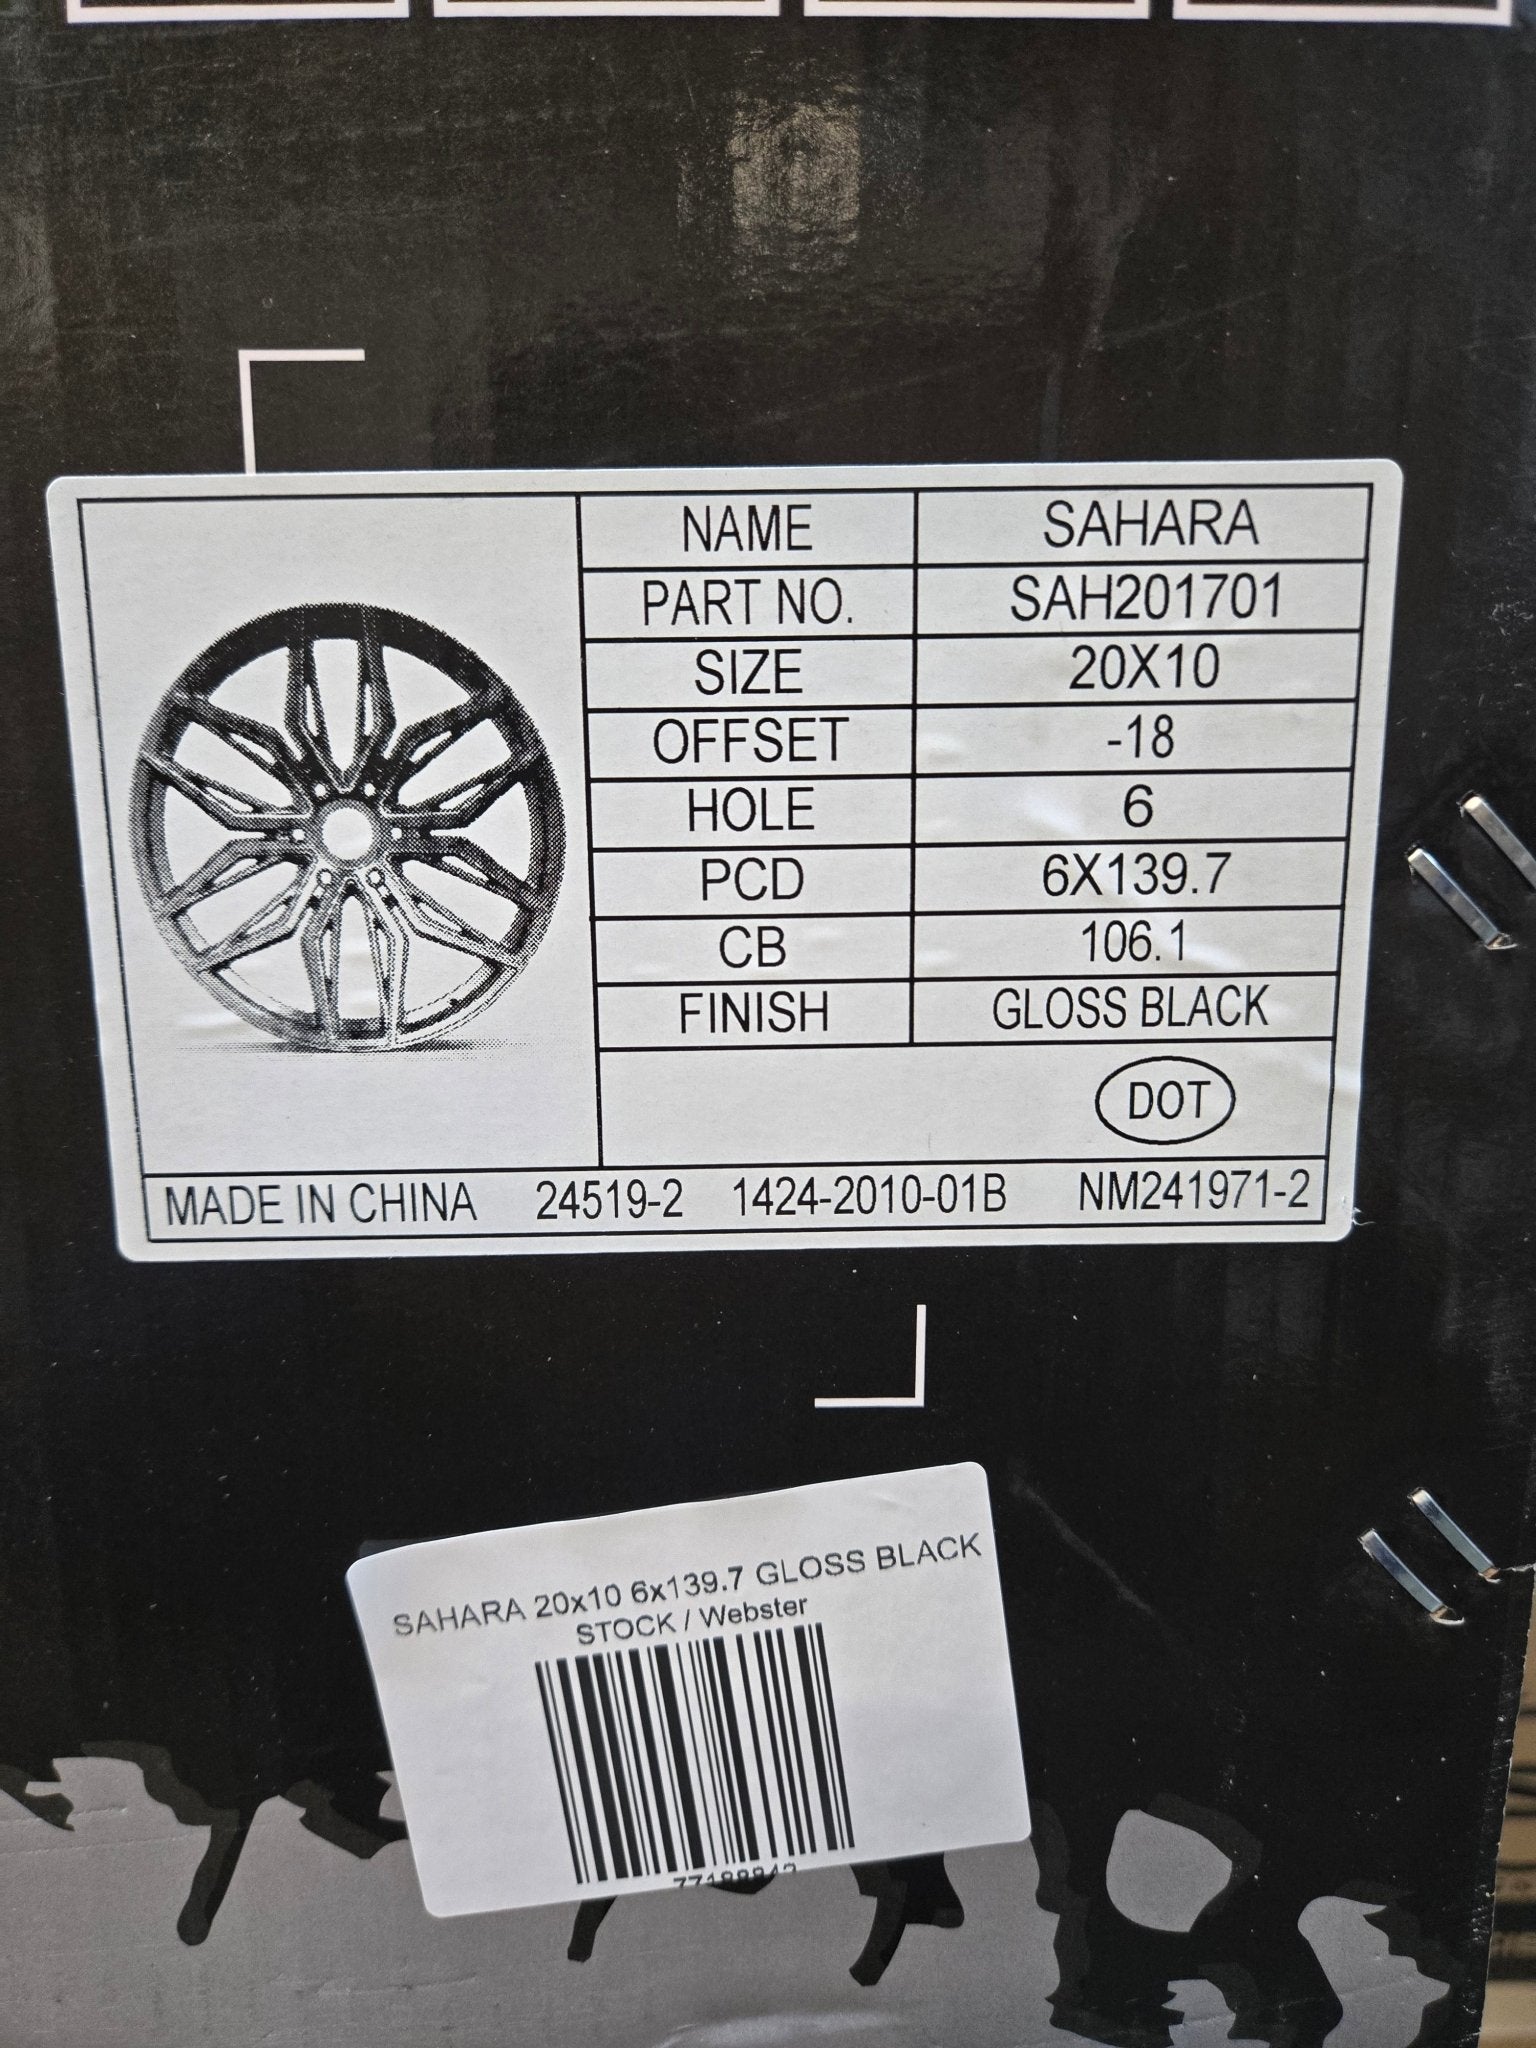 NAME SAHARA
PART NO. SAH201701
SIZE 20X10
OFFSET -18
HOLE 6
PCD 6X139.7
CB 106.1
FINISH GLOSS BLACK
DOT
MADE IN CHINA 24519-2 1424-2010-01B NM241971-2
SAHARA 20x10 6x139.7 GLOSS BLACK
STOCK / Webster